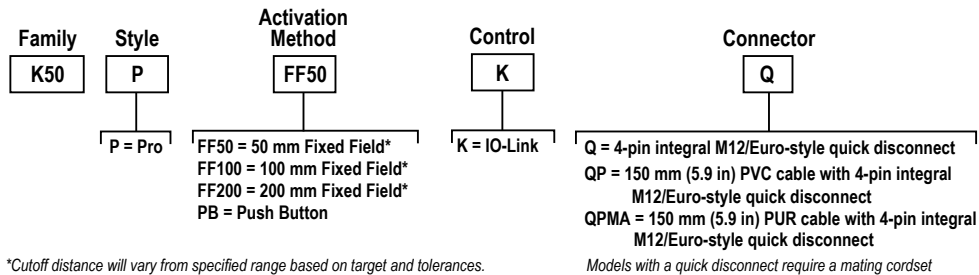 Family
Style
Activation
Method
Control
Connector
K50
P
FF50
K
Q
P = Pro
FF50 = 50 mm Fixed Field*
FF100 = 100 mm Fixed Field*
FF200 = 200 mm Fixed Field*
PB = Push Button
K = IO-Link
Q = 4-pin integral M12/Euro-style quick disconnect
QP = 150 mm (5.9 in) PVC cable with 4-pin integral
M12/Euro-style quick disconnect
QPMA = 150 mm (5.9 in) PUR cable with 4-pin integral
M12/Euro-style quick disconnect
*Cutoff distance will vary from specified range based on target and tolerances.
Models with a quick disconnect require a mating cordset